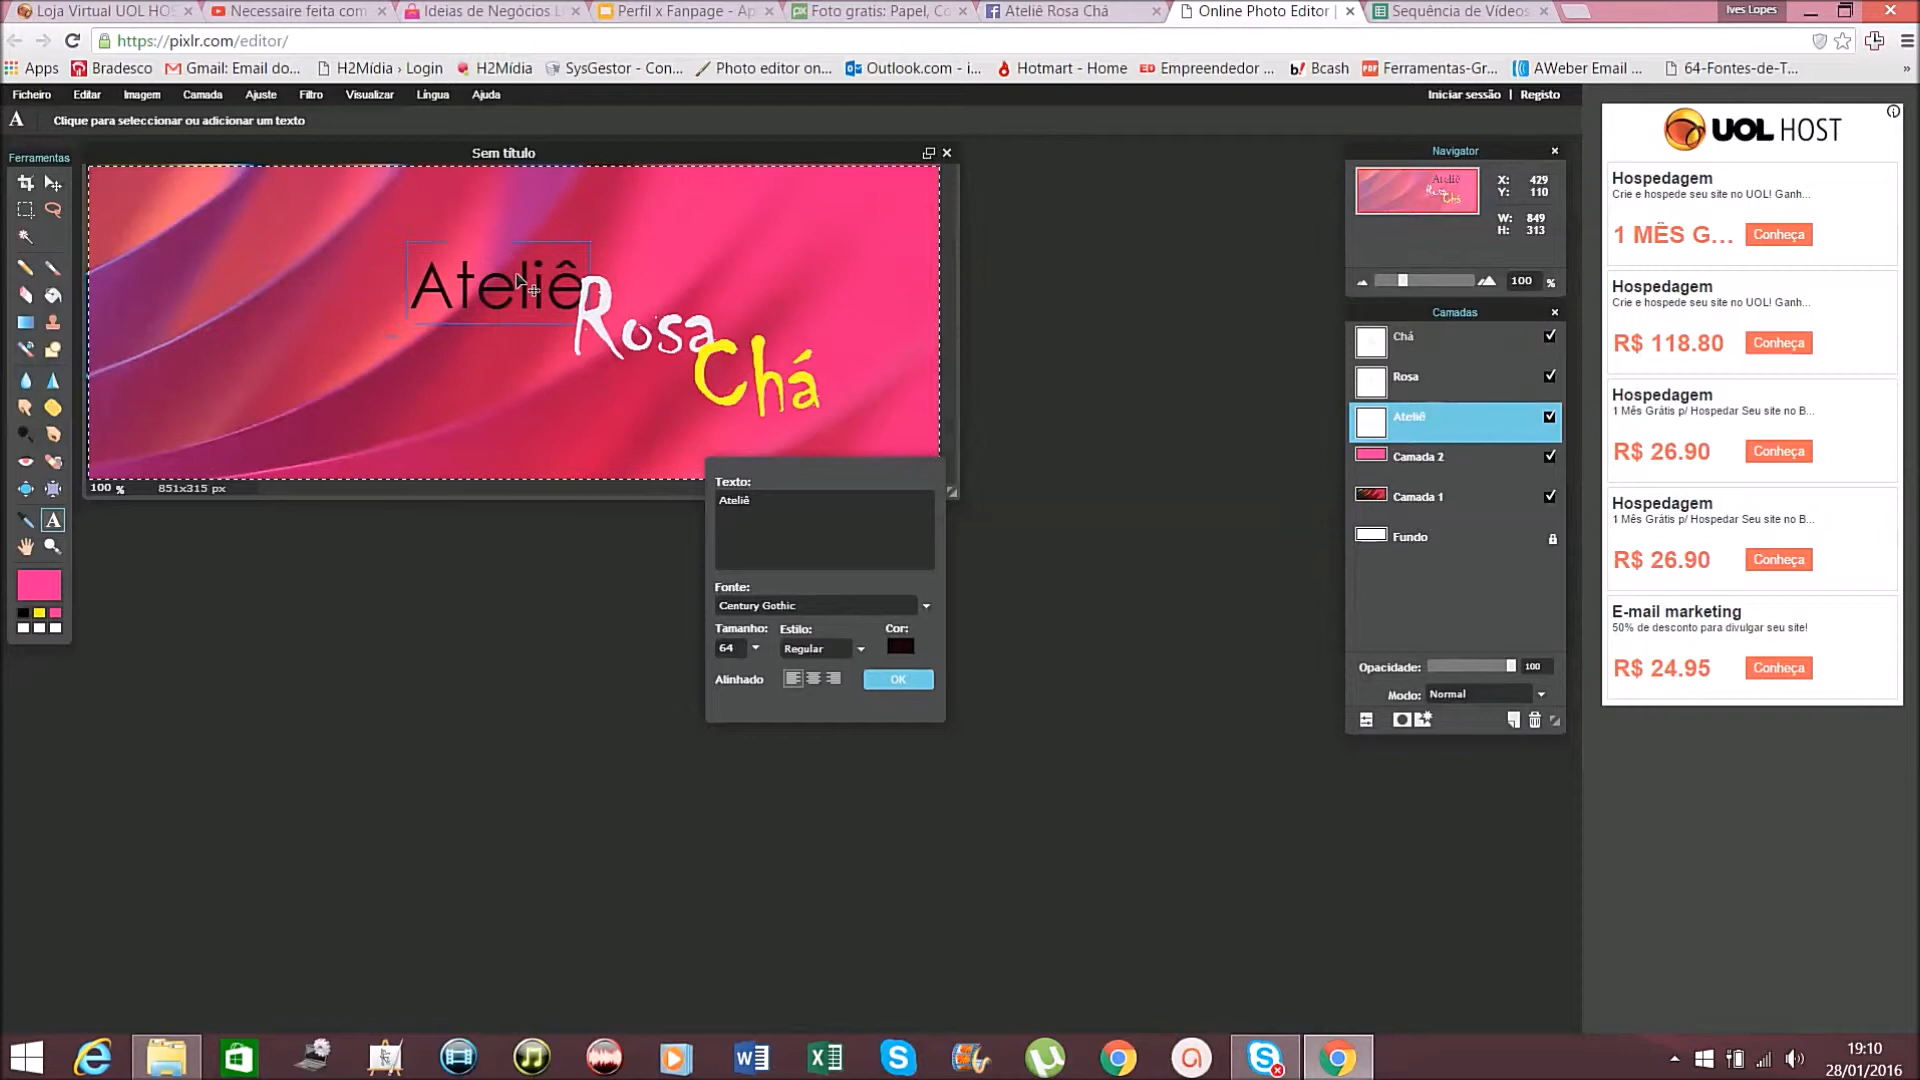 Loja Virtual UOL HOS
Necessaire feita com
Ideias de Negócios L
Perfil x Fanpage - Ap
Foto gratis: Papel, Co
Ateliê Rosa Chá
Online Photo Editor |
Sequência de Vídeos
Ives Lopes
https://pixlr.com/editor/
Apps
Bradesco
Gmail: Email do...
H2Mídia › Login
H2Mídia
SysGestor - Con...
Photo editor on...
Outlook.com - i...
Hotmart - Home
Empreendedor ...
Bcash
Ferramentas-Gr...
AWeber Email ...
64-Fontes-de-T...
»
Ficheiro
Editar
Imagem
Camada
Ajuste
Filtro
Visualizar
Língua
Ajuda
Iniciar sessão | Registo
A
Clique para seleccionar ou adicionar um texto
Ferramentas
Sem título
Ateliê
Rosa
Chá
100 %
851x315 px
Texto:
Ateliê
Fonte:
Century Gothic
Tamanho:
Estilo:
Cor:
64
Regular
Alinhado
OK
Navigator
X: 429
Y: 110
W: 849
H: 313
100 %
Camadas
Chá
Rosa
Ateliê
Camada 2
Camada 1
Fundo
Opacidade: 100
Modo: Normal
UOL HOST
Hospedagem
Crie e hospede seu site no UOL! Ganh...
1 MÊS G... Conheça
Hospedagem
Crie e hospede seu site no UOL! Ganh...
R$ 118.80 Conheça
Hospedagem
1 Mês Grátis p/ Hospedar Seu site no B...
R$ 26.90 Conheça
Hospedagem
1 Mês Grátis p/ Hospedar Seu site no B...
R$ 26.90 Conheça
E-mail marketing
50% de desconto para divulgar seu site!
R$ 24.95 Conheça
19:10
28/01/2016